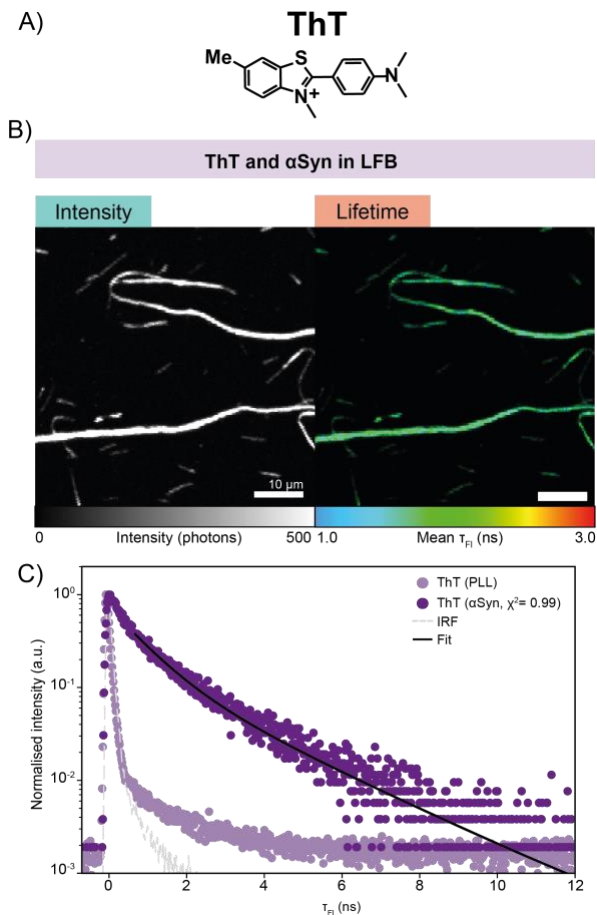 A)
ThT
Me
S
N+
N
B)
ThT and αSyn in LFB
Intensity
Lifetime
10 μm
0 Intensity (photons) 500 1.0 Mean τFl (ns) 3.0
C)
ThT (PLL)
ThT (αSyn, χ²= 0.99)
IRF
Fit
Normalised intensity (a.u.)
10⁰
10⁻¹
10⁻²
10⁻³
0 2 4 6 8 10 12
τFl (ns)